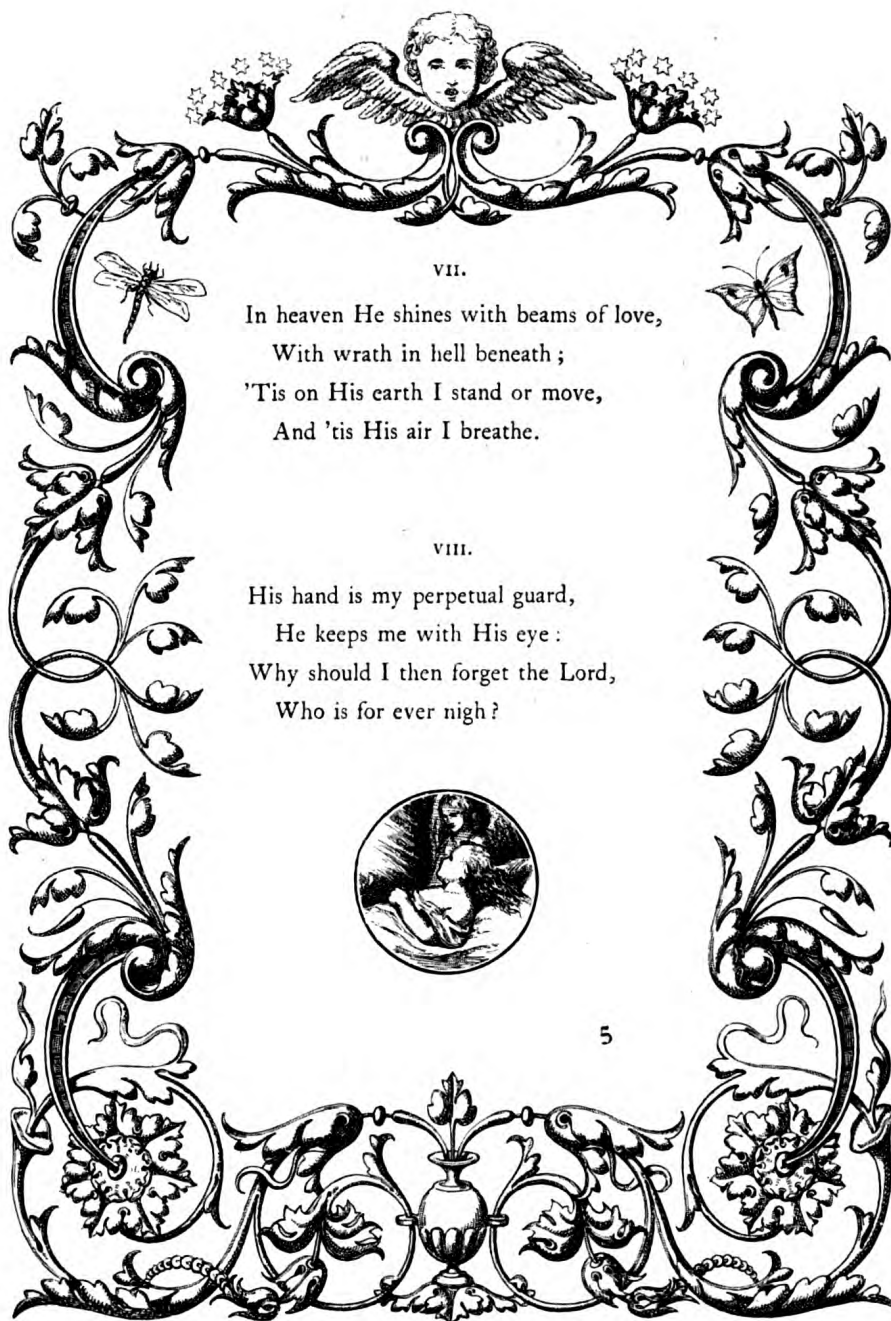 VII.
In heaven He shines with beams of love,
With wrath in hell beneath ;
'Tis on His earth I stand or move,
And 'tis His air I breathe.
VIII.
His hand is my perpetual guard,
He keeps me with His eye :
Why should I then forget the Lord,
Who is for ever nigh ?
5